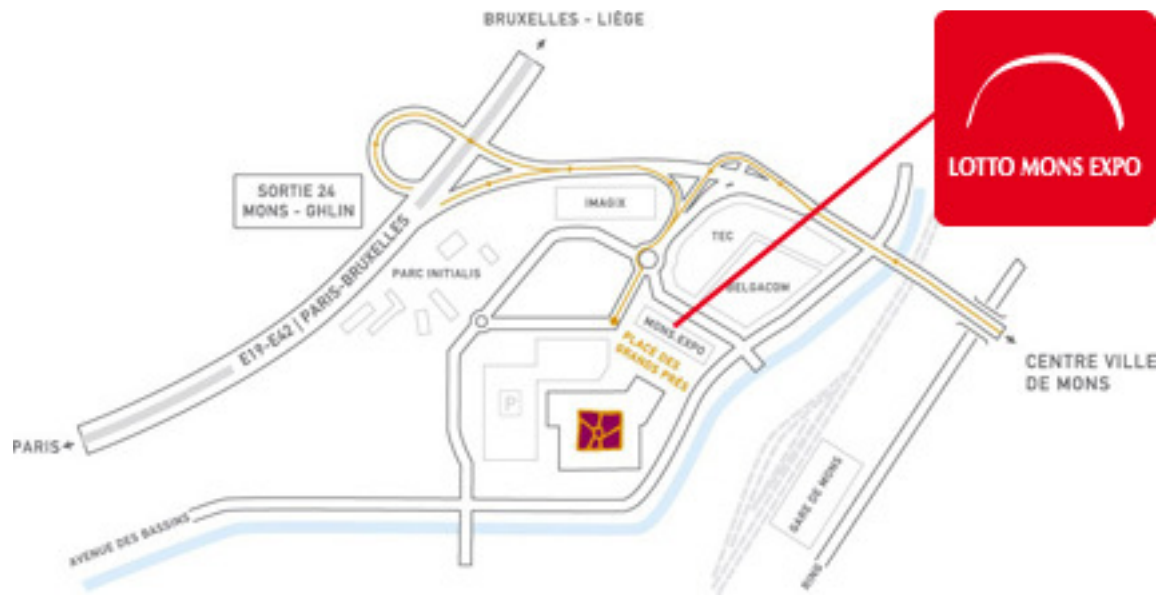 BRUXELLES - LIÈGE
LOTTO MONS EXPO
SORTIE 24
MONS - GHLIN
IMAGIX
TEC
PARC INITIALIS
BELGACOM
E19-E42 | PARIS-BRUXELLES
MONS EXPO
PLACE DES
GRANDS PRÉS
CENTRE VILLE
DE MONS
P
PARIS
GARE DE MONS
AVENUE DES BASSINS
RING